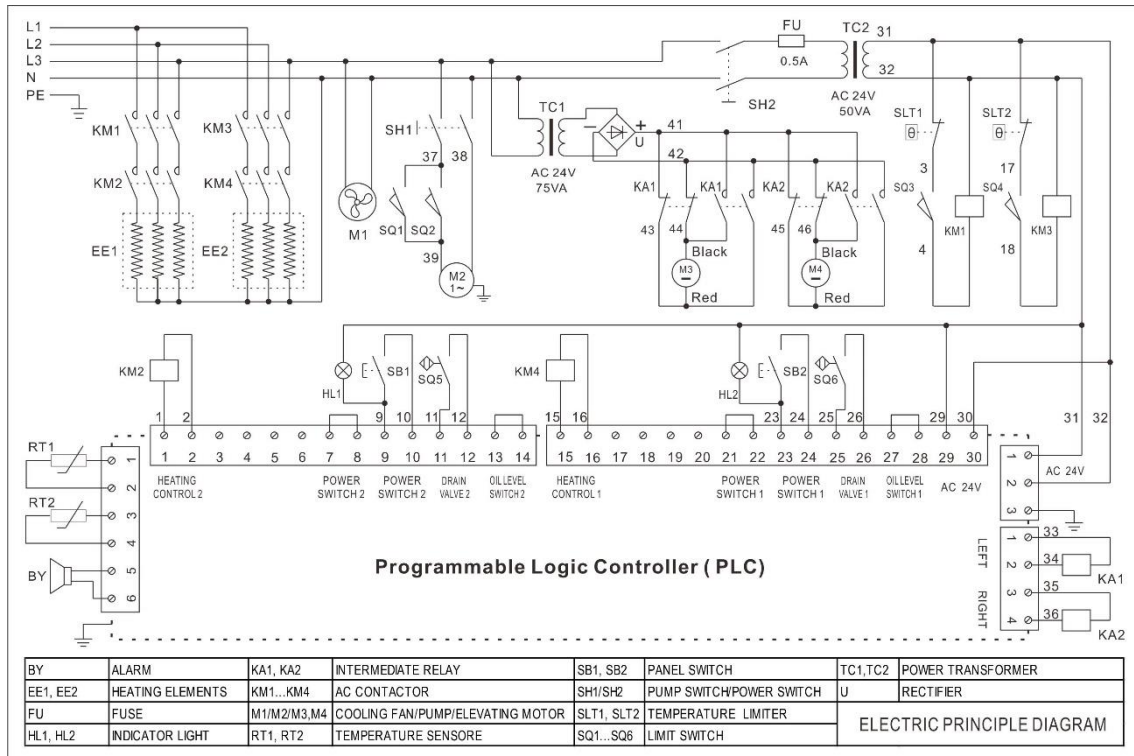 L1
L2
L3
N
PE
KM1
KM2
EE1
KM3
KM4
EE2
M1
SH1
37
38
SQ1
SQ2
39
M2
1~
TC1
AC 24V
75VA
U
41
42
SH2
FU
0.5A
TC2
31
32
AC 24V
50VA
KA1
KA1
43
44
Black
M3
Red
KA2
KA2
45
46
Black
M4
Red
SLT1
θ
3
SQ3
4
KM1
SLT2
θ
17
SQ4
18
KM3
KM2
HL1
SB1
SQ5
KM4
HL2
SB2
SQ6
31
32
1 2 9 10 11 12 15 16 23 24 25 26 29 30
1 2 3 4 5 6 7 8 9 10 11 12 13 14 15 16 17 18 19 20 21 22 23 24 25 26 27 28 29 30
HEATING CONTROL 2
POWER SWITCH 2
POWER SWITCH 2
DRAIN VALVE 2
OIL LEVEL SWITCH 2
HEATING CONTROL 1
POWER SWITCH 1
POWER SWITCH 1
DRAIN VALVE 1
OIL LEVEL SWITCH 1
AC 24V
RT1
RT2
BY
1
2
3
4
5
6
1
2
3
AC 24V
LEFT
RIGHT
1
2
3
4
33
34
35
36
KA1
KA2
Programmable Logic Controller ( PLC)
BY ALARM KA1, KA2 INTERMEDIATE RELAY SB1, SB2 PANEL SWITCH TC1,TC2 POWER TRANSFORMER
EE1, EE2 HEATING ELEMENTS KM1...KM4 AC CONTACTOR SH1/SH2 PUMP SWITCH/POWER SWITCH U RECTIFIER
FU FUSE M1/M2/M3,M4 COOLING FAN/PUMP/ELEVATING MOTOR SLT1, SLT2 TEMPERATURE LIMITER
HL1, HL2 INDICATOR LIGHT RT1, RT2 TEMPERATURE SENSORE SQ1...SQ6 LIMIT SWITCH
ELECTRIC PRINCIPLE DIAGRAM